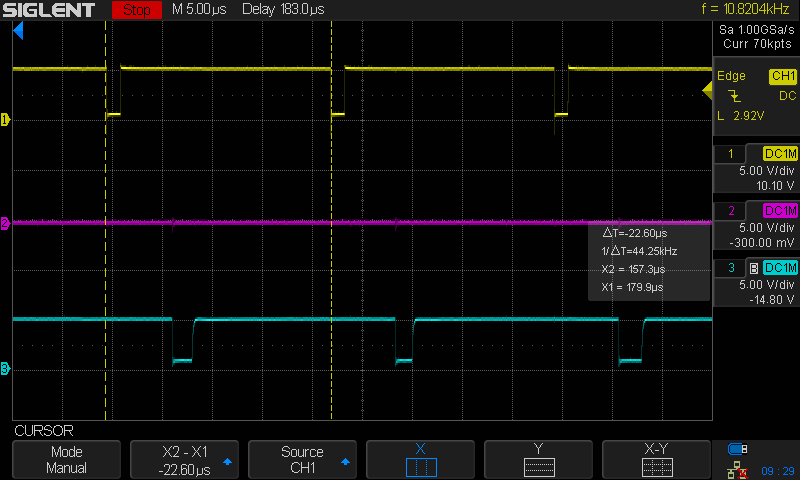 SIGLENT Stop M 5.00µs Delay 183.0µs f = 10.8204kHz
Sa 1.00GSa/s
Curr 70kpts
Edge CH1
DC
L 2.92V
1 DC1M
5.00 V/div
10.10 V
2 DC1M
5.00 V/div
-300.00 mV
3 B DC1M
5.00 V/div
-14.80 V
1
2
3
△T=-22.60µs
1/△T=44.25kHz
X2 = 157.3µs
X1 = 179.9µs
CURSOR
Mode
Manual
X2 - X1
-22.60µs
Source
CH1
X
Y
X-Y
09:29